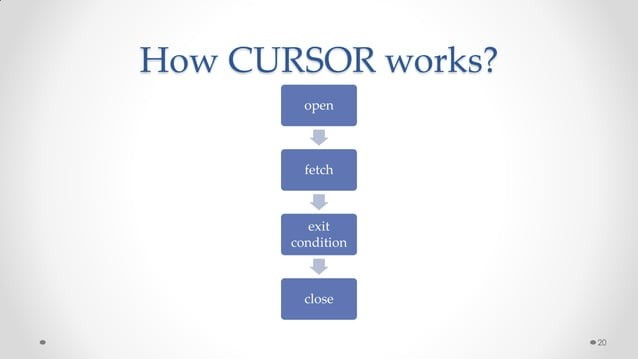 How CURSOR works?
open
fetch
exit
condition
close
20